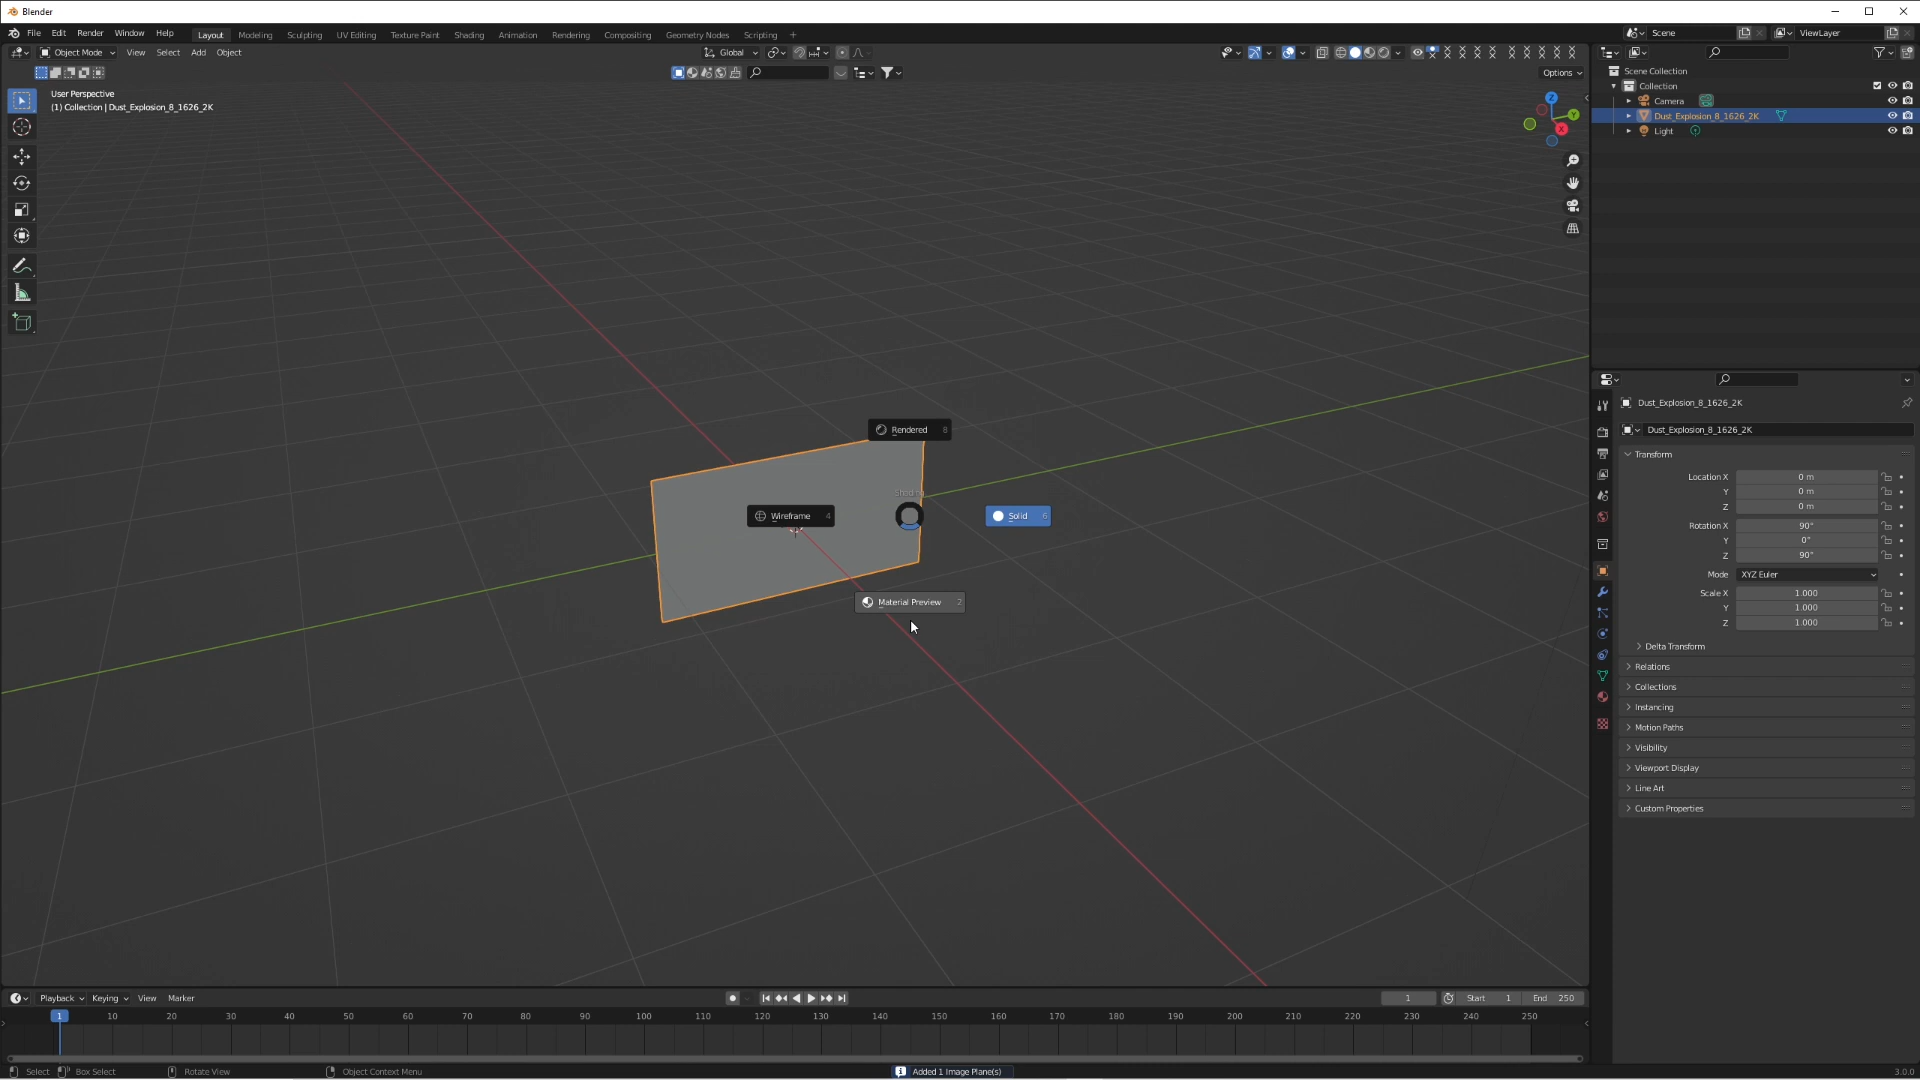 Blender
File Edit Render Window Help
Layout Modeling Sculpting UV Editing Texture Paint Shading Animation Rendering Compositing Geometry Nodes Scripting +
Scene
ViewLayer
Object Mode View Select Add Object
Global
Options
User Perspective
(1) Collection | Dust_Explosion_8_1626_2K
Z
Y
X
Rendered 8
Wireframe 4
Solid 6
Material Preview 2
Scene Collection
Collection
Camera
Dust_Explosion_8_1626_2K
Light
Dust_Explosion_8_1626_2K
Dust_Explosion_8_1626_2K
Transform
Location X 0 m
Y 0 m
Z 0 m
Rotation X 90°
Y 0°
Z 90°
Mode XYZ Euler
Scale X 1.000
Y 1.000
Z 1.000
Delta Transform
Relations
Collections
Instancing
Motion Paths
Visibility
Viewport Display
Line Art
Custom Properties
Playback Keying View Marker
1 Start 1 End 250
1 10 20 30 40 50 60 70 80 90 100 110 120 130 140 150 160 170 180 190 200 210 220 230 240 250
Select Box Select Rotate View Object Context Menu
Added 1 Image Plane(s)
3.0.0